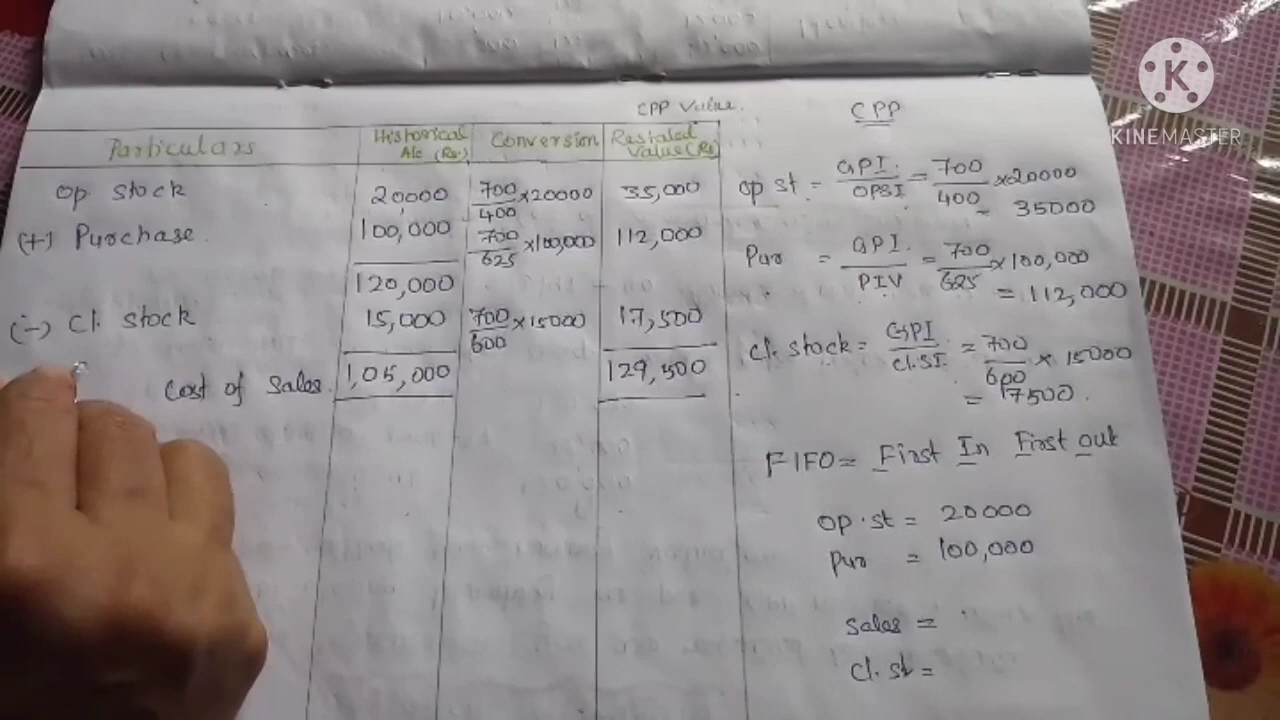 K
KINEMASTER
CPP Value.
Particulars Historical A/c (Rs.) Conversion Restated Value (Rs)
Op stock 20000 700/400 x20000 35,000
(+) Purchase. 100,000 700/625 x100,000 112,000
120,000
(-) Cl. stock 15,000 700/600 x15000 17,500
Cost of Sales. 1,05,000 129,500
CPP
Op st = GPI/OPSI = 700/400 x20000
= 35000
Pur = GPI/PIV = 700/625 x100,000
= 112,000
Cl. stock = GPI/Cl.SI = 700/600 x 15000
= 17500.
FIFO = First In First out
Op.st = 20000
Pur = 100,000
Sales =
Cl.st =